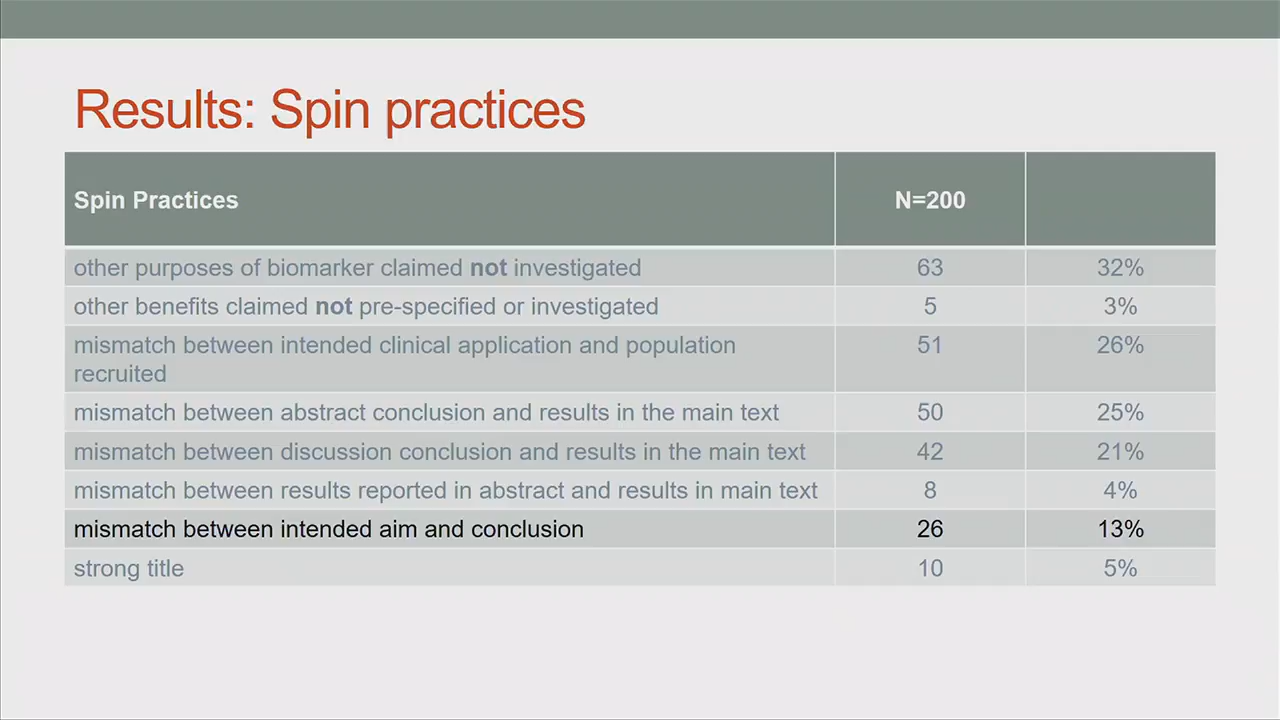 Results: Spin practices
Spin Practices N=200
other purposes of biomarker claimed not investigated 63 32%
other benefits claimed not pre-specified or investigated 5 3%
mismatch between intended clinical application and population 51 26%
recruited
mismatch between abstract conclusion and results in the main text 50 25%
mismatch between discussion conclusion and results in the main text 42 21%
mismatch between results reported in abstract and results in main text 8 4%
mismatch between intended aim and conclusion 26 13%
strong title 10 5%